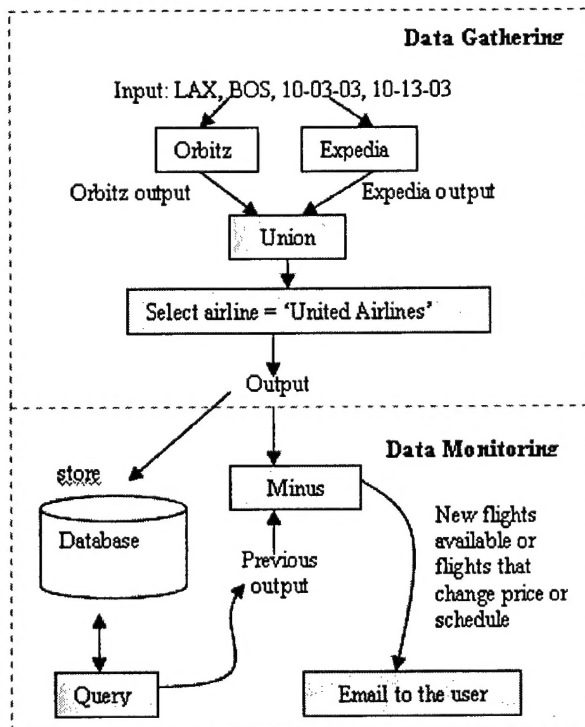 Data Gathering
Input: LAX, BOS, 10-03-03, 10-13-03
Orbitz
Expedia
Orbitz output
Expedia output
Union
Select airline = ‘United Airlines’
Output
Data Monitoring
store
Minus
Database
New flights
available or
flights that
change price or
schedule
Previous
output
Query
Email to the user